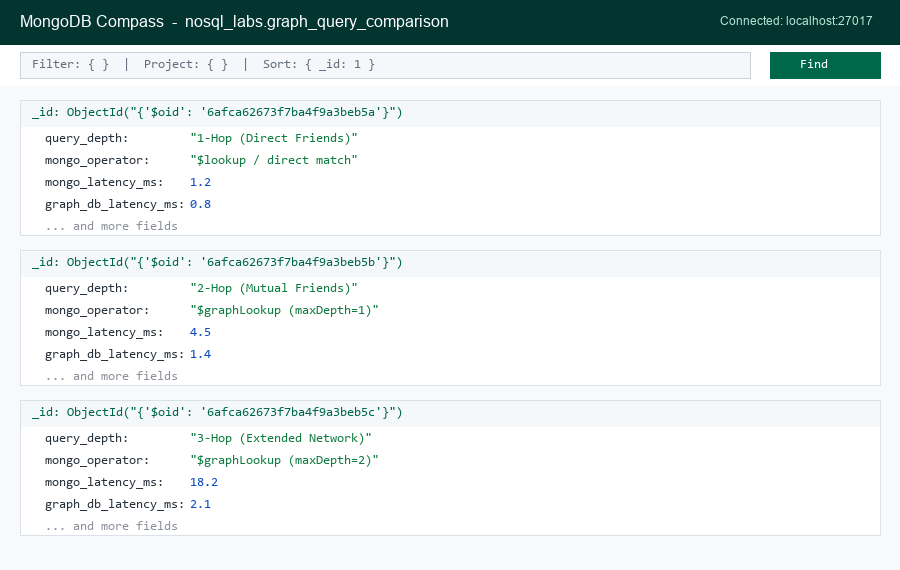 MongoDB Compass  -  nosql_labs.graph_query_comparison
Connected: localhost:27017
Filter: { }  |  Project: { }  |  Sort: { _id: 1 }
Find
_id: ObjectId("{'$oid': '6afca62673f7ba4f9a3beb5a'}")
query_depth: "1-Hop (Direct Friends)"
mongo_operator: "$lookup / direct match"
mongo_latency_ms: 1.2
graph_db_latency_ms: 0.8
... and more fields
_id: ObjectId("{'$oid': '6afca62673f7ba4f9a3beb5b'}")
query_depth: "2-Hop (Mutual Friends)"
mongo_operator: "$graphLookup (maxDepth=1)"
mongo_latency_ms: 4.5
graph_db_latency_ms: 1.4
... and more fields
_id: ObjectId("{'$oid': '6afca62673f7ba4f9a3beb5c'}")
query_depth: "3-Hop (Extended Network)"
mongo_operator: "$graphLookup (maxDepth=2)"
mongo_latency_ms: 18.2
graph_db_latency_ms: 2.1
... and more fields